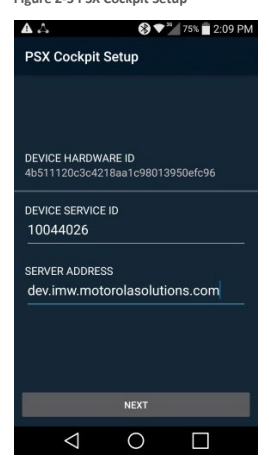 Figure 2-3 PSX Cockpit Setup
75% 2:09 PM
PSX Cockpit Setup
DEVICE HARDWARE ID
4b511120c3c4218aa1c98013950efc96
DEVICE SERVICE ID
10044026
SERVER ADDRESS
dev.imw.motorolasolutions.com
NEXT